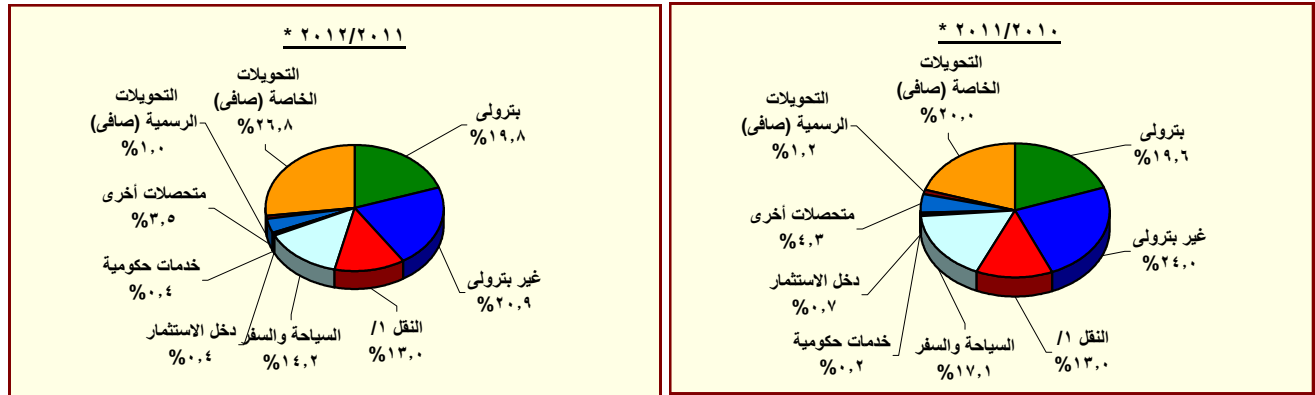 * ٢٠١١/٢٠١٠
التحويلات
الخاصة (صافى)
%٢٠,٠
بترولى
%١٩,٦
غير بترولى
%٢٤,٠
النقل ١/
%١٣,٠
السياحة والسفر
%١٧,١
خدمات حكومية
%٠,٢
دخل الاستثمار
%٠,٧
متحصلات أخرى
%٤,٣
التحويلات
الرسمية (صافى)
%١,٢
* ٢٠١٢/٢٠١١
التحويلات
الخاصة (صافى)
%٢٦,٨
بترولى
%١٩,٨
غير بترولى
%٢٠,٩
النقل ١/
%١٣,٠
السياحة والسفر
%١٤,٢
دخل الاستثمار
%٠,٤
خدمات حكومية
%٠,٤
متحصلات أخرى
%٣,٥
التحويلات
الرسمية (صافى)
%١,٠